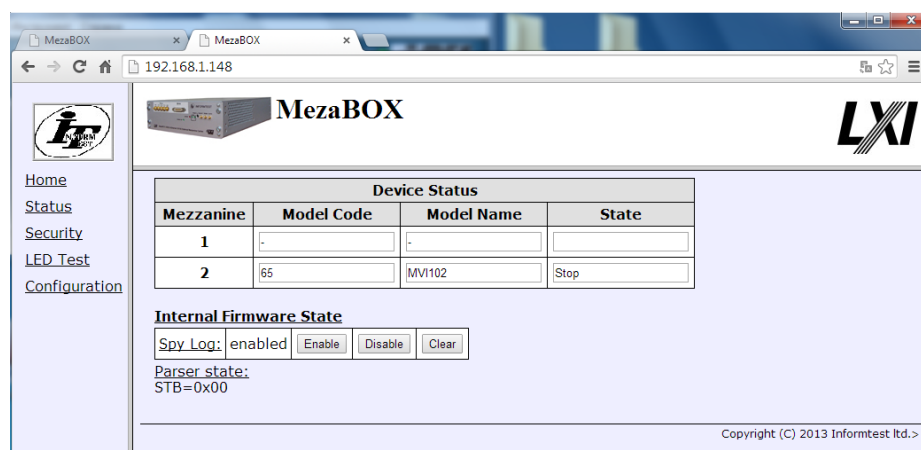 MezaBOX
MezaBOX
192.168.1.148
MezaBOX
LXI
Home
Status
Security
LED Test
Configuration
Device Status
Mezzanine Model Code Model Name State
1 - -
2 65 MVI102 Stop
Internal Firmware State
Spy Log: enabled Enable Disable Clear
Parser state:
STB=0x00
Copyright (C) 2013 Informtest ltd.>